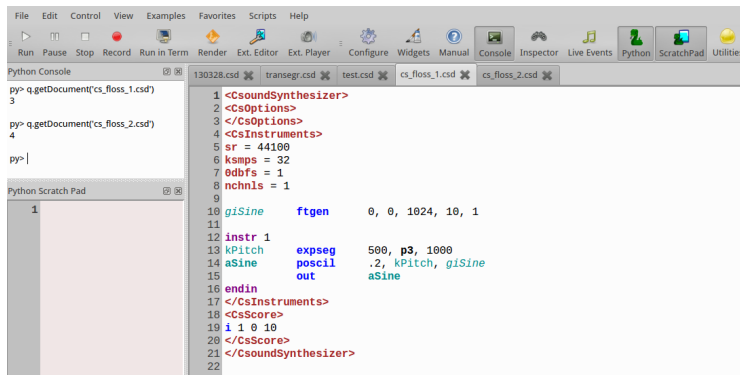 File Edit Control View Examples Favorites Scripts Help
Run Pause Stop Record Run in Term Render Ext. Editor Ext. Player Configure Widgets Manual Console Inspector Live Events Python ScratchPad Utilitie
Python Console
130328.csd transegr.csd test.csd cs_floss_1.csd cs_floss_2.csd
py> q.getDocument('cs_floss_1.csd')
3
py> q.getDocument('cs_floss_2.csd')
4
py>
Python Scratch Pad
1
1 <CsoundSynthesizer>
2 <CsOptions>
3 </CsOptions>
4 <CsInstruments>
5 sr = 44100
6 ksmps = 32
7 0dbfs = 1
8 nchnls = 1
9
10 giSine ftgen 0, 0, 1024, 10, 1
11
12 instr 1
13 kPitch expseg 500, p3, 1000
14 aSine poscil .2, kPitch, giSine
15 out aSine
16 endin
17 </CsInstruments>
18 <CsScore>
19 i 1 0 10
20 </CsScore>
21 </CsoundSynthesizer>
22